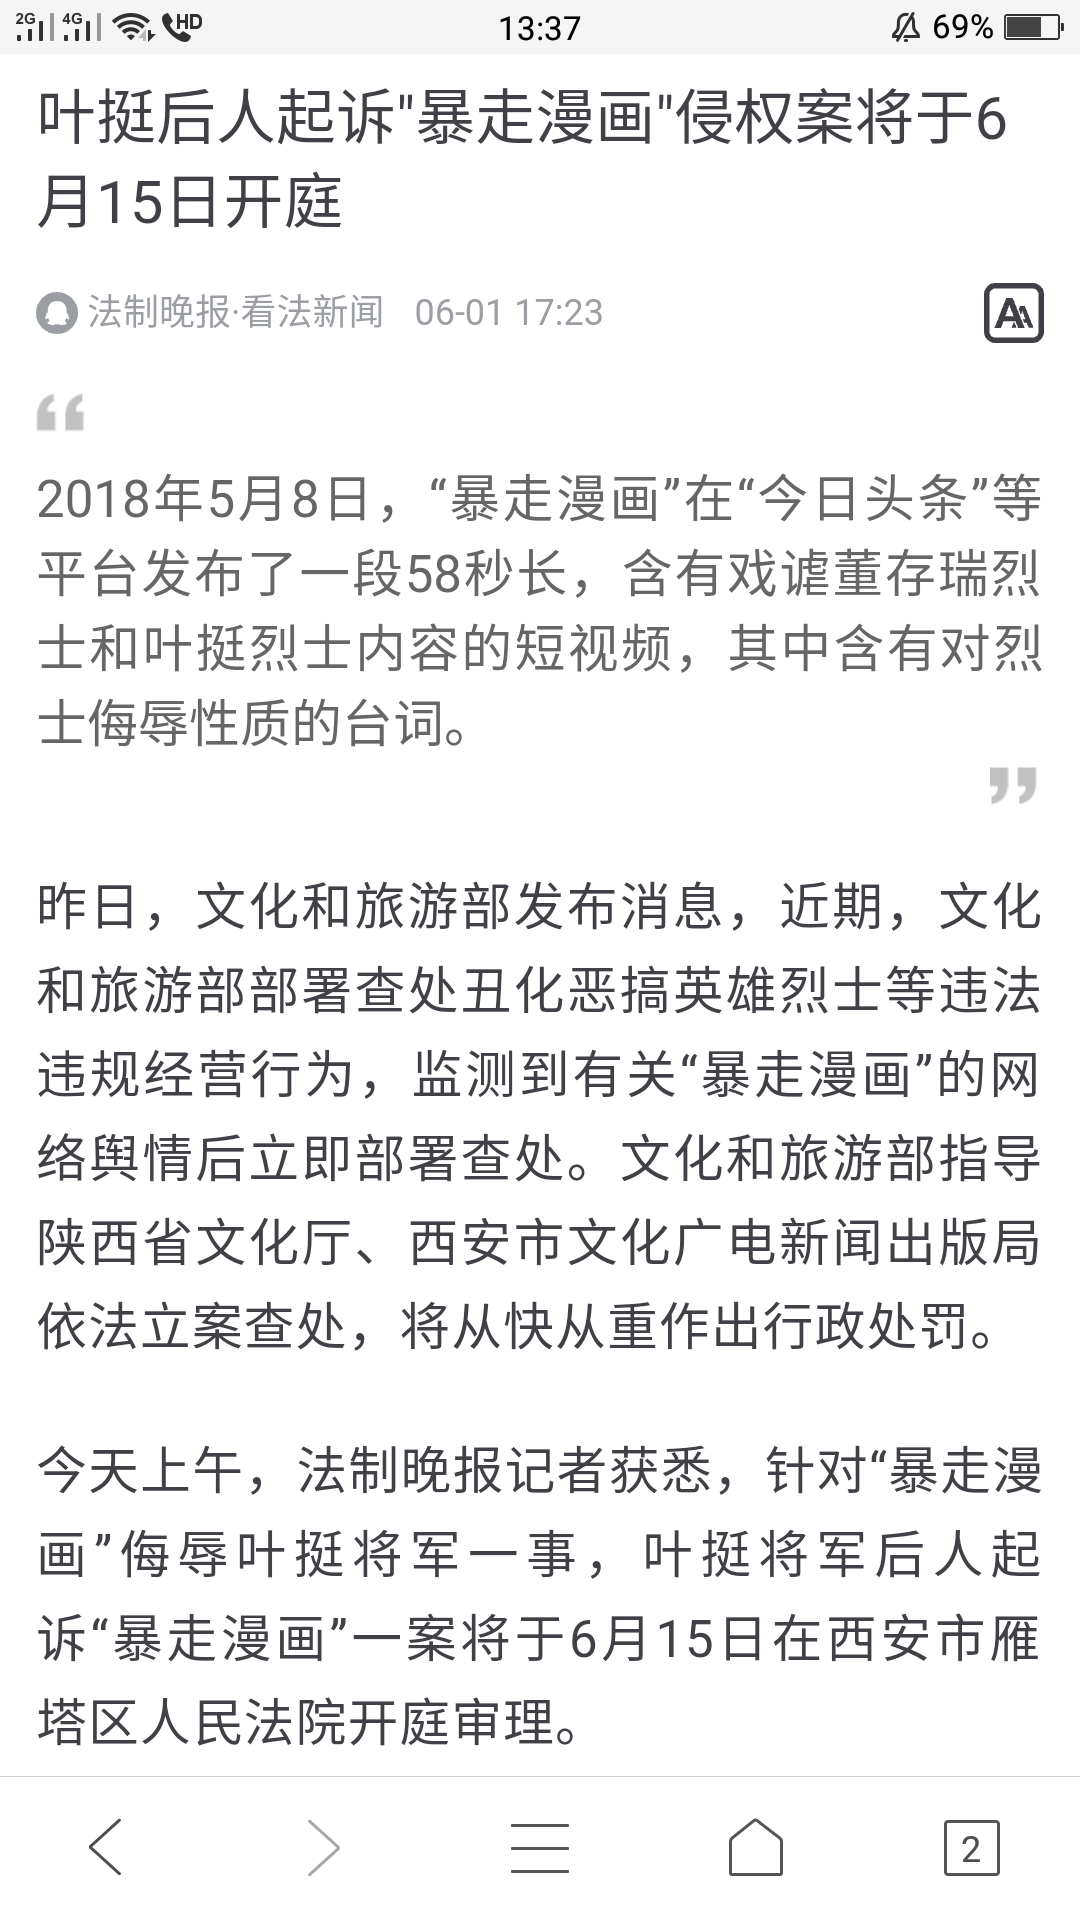 2G 4G HD 13:37 69%
叶挺后人起诉"暴走漫画"侵权案将于6
月15日开庭
法制晚报·看法新闻 06-01 17:23
“
2018年5月8日，“暴走漫画”在“今日头条”等
平台发布了一段58秒长，含有戏谑董存瑞烈
士和叶挺烈士内容的短视频，其中含有对烈
士侮辱性质的台词。
”
昨日，文化和旅游部发布消息，近期，文化
和旅游部部署查处丑化恶搞英雄烈士等违法
违规经营行为，监测到有关“暴走漫画”的网
络舆情后立即部署查处。文化和旅游部指导
陕西省文化厅、西安市文化广电新闻出版局
依法立案查处，将从快从重作出行政处罚。
今天上午，法制晚报记者获悉，针对“暴走漫
画”侮辱叶挺将军一事，叶挺将军后人起
诉“暴走漫画”一案将于6月15日在西安市雁
塔区人民法院开庭审理。
2